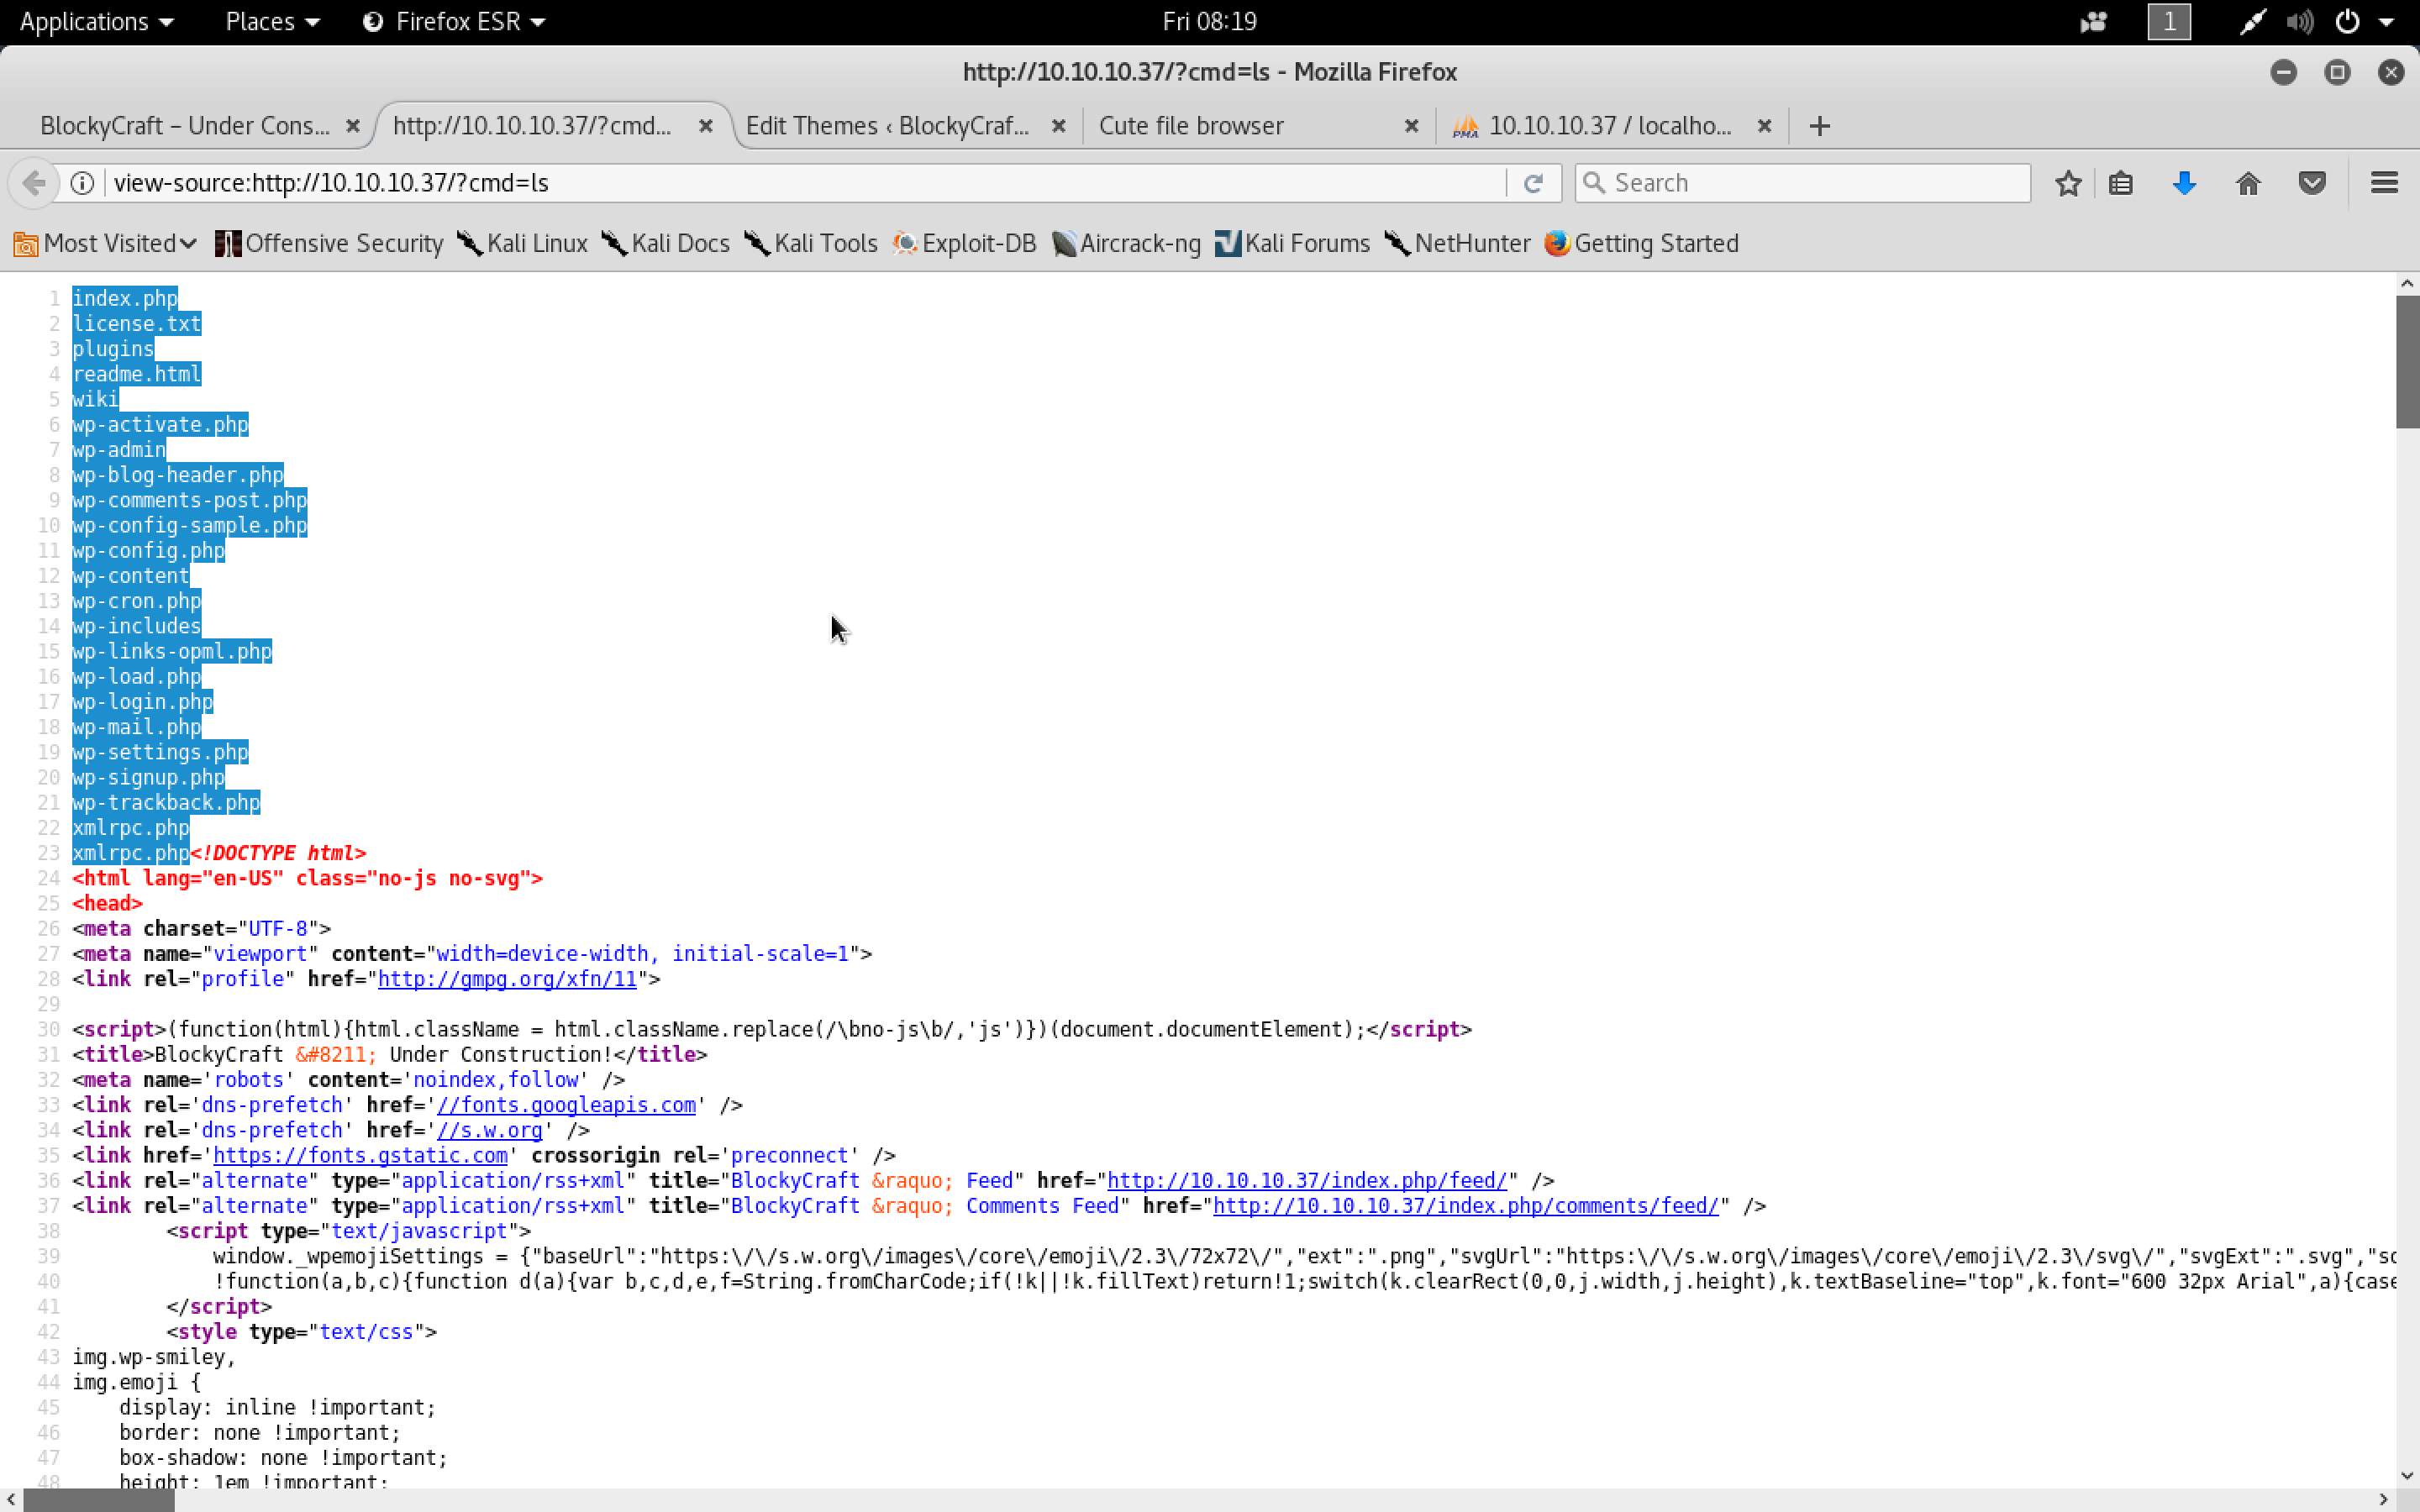 Applications Places Firefox ESR Fri 08:19 1
http://10.10.10.37/?cmd=ls - Mozilla Firefox
BlockyCraft – Under Cons... http://10.10.10.37/?cmd... Edit Themes ‹ BlockyCraf... Cute file browser PMA 10.10.10.37 / localho...
view-source:http://10.10.10.37/?cmd=ls Search
Most Visited Offensive Security Kali Linux Kali Docs Kali Tools Exploit-DB Aircrack-ng Kali Forums NetHunter Getting Started
1 index.php
2 license.txt
3 plugins
4 readme.html
5 wiki
6 wp-activate.php
7 wp-admin
8 wp-blog-header.php
9 wp-comments-post.php
10 wp-config-sample.php
11 wp-config.php
12 wp-content
13 wp-cron.php
14 wp-includes
15 wp-links-opml.php
16 wp-load.php
17 wp-login.php
18 wp-mail.php
19 wp-settings.php
20 wp-signup.php
21 wp-trackback.php
22 xmlrpc.php
23 xmlrpc.php<!DOCTYPE html>
24 <html lang="en-US" class="no-js no-svg">
25 <head>
26 <meta charset="UTF-8">
27 <meta name="viewport" content="width=device-width, initial-scale=1">
28 <link rel="profile" href="http://gmpg.org/xfn/11">
29
30 <script>(function(html){html.className = html.className.replace(/\bno-js\b/,'js')})(document.documentElement);</script>
31 <title>BlockyCraft &#8211; Under Construction!</title>
32 <meta name='robots' content='noindex,follow' />
33 <link rel='dns-prefetch' href='//fonts.googleapis.com' />
34 <link rel='dns-prefetch' href='//s.w.org' />
35 <link href='https://fonts.gstatic.com' crossorigin rel='preconnect' />
36 <link rel="alternate" type="application/rss+xml" title="BlockyCraft &raquo; Feed" href="http://10.10.10.37/index.php/feed/" />
37 <link rel="alternate" type="application/rss+xml" title="BlockyCraft &raquo; Comments Feed" href="http://10.10.10.37/index.php/comments/feed/" />
38 <script type="text/javascript">
39 window._wpemojiSettings = {"baseUrl":"https:\/\/s.w.org\/images\/core\/emoji\/2.3\/72x72\/","ext":".png","svgUrl":"https:\/\/s.w.org\/images\/core\/emoji\/2.3\/svg\/","svgExt":".svg","so
40 !function(a,b,c){function d(a){var b,c,d,e,f=String.fromCharCode;if(!k||!k.fillText)return!1;switch(k.clearRect(0,0,j.width,j.height),k.textBaseline="top",k.font="600 32px Arial",a){case
41 </script>
42 <style type="text/css">
43 img.wp-smiley,
44 img.emoji {
45 display: inline !important;
46 border: none !important;
47 box-shadow: none !important;
48 height: 1em !important;